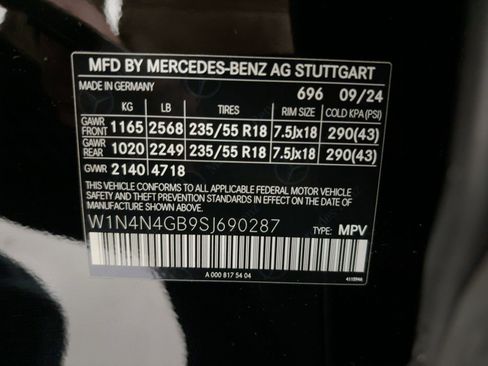 MFD BY MERCEDES-BENZ AG STUTTGART
MADE IN GERMANY 696 09/24
KG LB TIRES RIM SIZE COLD KPA(PSI)
GAWR FRONT 1165 2568 235/55 R18 7.5Jx18 290(43)
GAWR REAR 1020 2249 235/55 R18 7.5Jx18 290(43)
GVWR 2140 4718
THIS VEHICLE CONFORMS TO ALL APPLICABLE FEDERAL MOTOR VEHICLE
SAFETY AND THEFT PREVENTION STANDARDS IN EFFECT ON THE DATE
OF MANUFACTURE SHOWN ABOVE.
W1N4N4GB9SJ690287 TYPE: MPV
A 000 817 54 04